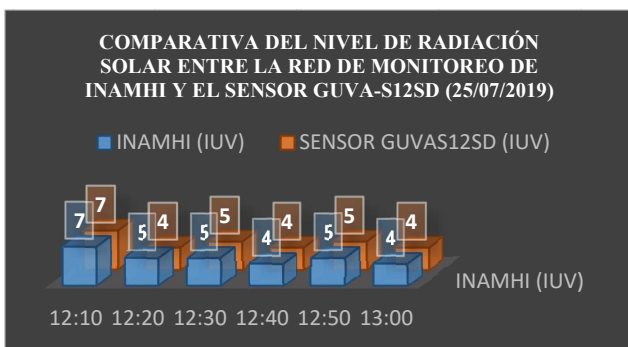 COMPARATIVA DEL NIVEL DE RADIACIÓN
SOLAR ENTRE LA RED DE MONITOREO DE
INAMHI Y EL SENSOR GUVA-S12SD (25/07/2019)
INAMHI (IUV) SENSOR GUVAS12SD (IUV)
7 5 5 4 5 4
7 4 5 4 5 4
INAMHI (IUV)
12:10 12:20 12:30 12:40 12:50 13:00